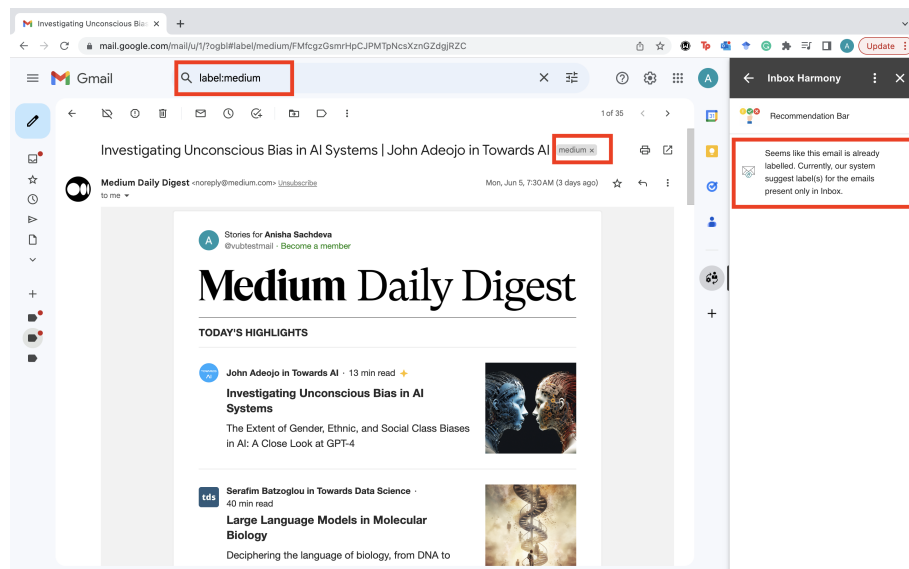 Investigating Unconscious Bias
mail.google.com/mail/u/1/?ogbl#label/medium/FMfcgzGsmrHpCJPMTpNcsXznGZdgjRZC
Update
Gmail
label:medium
A
Inbox Harmony
1 of 35
Recommendation Bar
Investigating Unconscious Bias in AI Systems | John Adeojo in Towards AI
medium ×
Seems like this email is already
labelled. Currently, our system
suggest label(s) for the emails
present only in Inbox.
Medium Daily Digest <noreply@medium.com> Unsubscribe
Mon, Jun 5, 7:30 AM (3 days ago)
to me
A
Stories for Anisha Sachdeva
@vubtestmail · Become a member
Medium Daily Digest
TODAY'S HIGHLIGHTS
John Adeojo in Towards AI · 13 min read
Investigating Unconscious Bias in AI
Systems
The Extent of Gender, Ethnic, and Social Class Biases
in AI: A Close Look at GPT-4
tds
Serafim Batzoglou in Towards Data Science ·
40 min read
Large Language Models in Molecular
Biology
Deciphering the language of biology, from DNA to